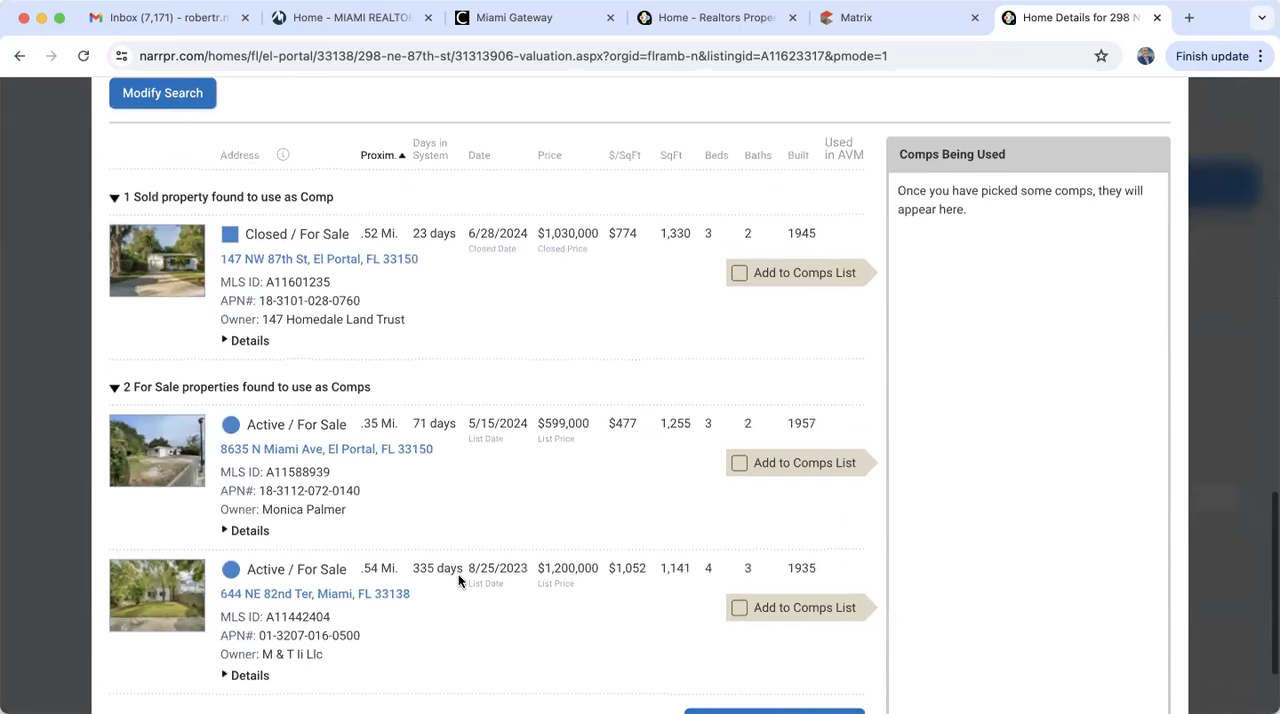 Inbox (7,171) – robertr.m
Home - MIAMI REALTO
Miami Gateway
Home - Realtors Proper
Matrix
Home Details for 298 N
narrpr.com/homes/fl/el-portal/33138/298-ne-87th-st/31313906-valuation.aspx?orgid=flramb-n&listingid=A11623317&pmode=1
Finish update
Modify Search
Address Proxim. Days in System Date Price $/SqFt SqFt Beds Baths Built Used in AVM
Comps Being Used
Once you have picked some comps, they will
appear here.
1 Sold property found to use as Comp
Closed / For Sale .52 Mi. 23 days 6/28/2024 $1,030,000 $774 1,330 3 2 1945
Closed Date Closed Price
147 NW 87th St, El Portal, FL 33150
Add to Comps List
MLS ID: A11601235
APN#: 18-3101-028-0760
Owner: 147 Homedale Land Trust
Details
2 For Sale properties found to use as Comps
Active / For Sale .35 Mi. 71 days 5/15/2024 $599,000 $477 1,255 3 2 1957
List Date List Price
8635 N Miami Ave, El Portal, FL 33150
Add to Comps List
MLS ID: A11588939
APN#: 18-3112-072-0140
Owner: Monica Palmer
Details
Active / For Sale .54 Mi. 335 days 8/25/2023 $1,200,000 $1,052 1,141 4 3 1935
List Date List Price
644 NE 82nd Ter, Miami, FL 33138
Add to Comps List
MLS ID: A11442404
APN#: 01-3207-016-0500
Owner: M & T Ii Llc
Details